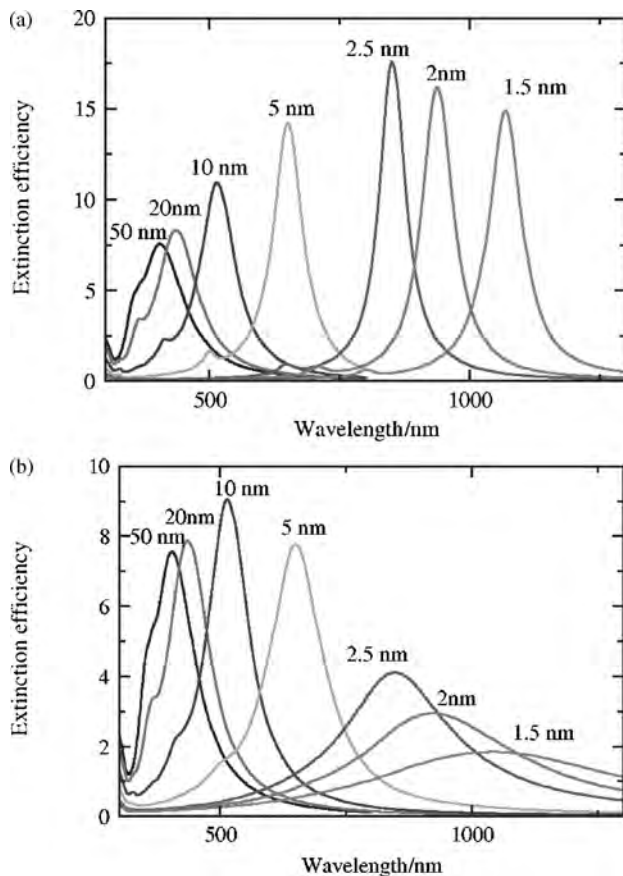 (a)
20
15
10
5
0
Extinction efficiency
50 nm
20nm
10 nm
5 nm
2.5 nm
2nm
1.5 nm
500
1000
Wavelength/nm
(b)
10
8
6
4
2
0
Extinction efficiency
50 nm
20nm
10 nm
5 nm
2.5 nm
2nm
1.5 nm
500
1000
Wavelength/nm